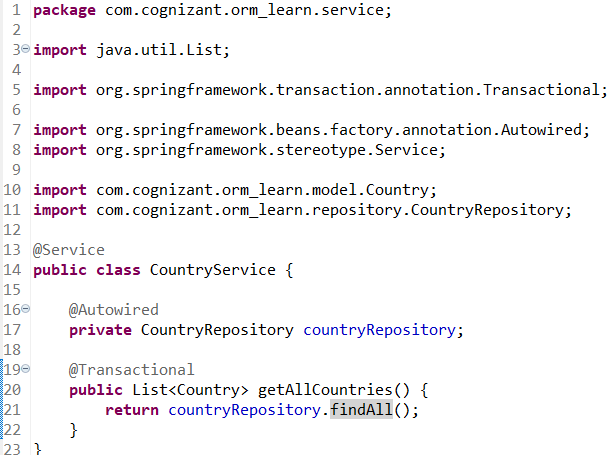 1 package com.cognizant.orm_learn.service;
2
3 import java.util.List;
4
5 import org.springframework.transaction.annotation.Transactional;
6
7 import org.springframework.beans.factory.annotation.Autowired;
8 import org.springframework.stereotype.Service;
9
10 import com.cognizant.orm_learn.model.Country;
11 import com.cognizant.orm_learn.repository.CountryRepository;
12
13 @Service
14 public class CountryService {
15
16     @Autowired
17     private CountryRepository countryRepository;
18
19     @Transactional
20     public List<Country> getAllCountries() {
21         return countryRepository.findAll();
22     }
23 }